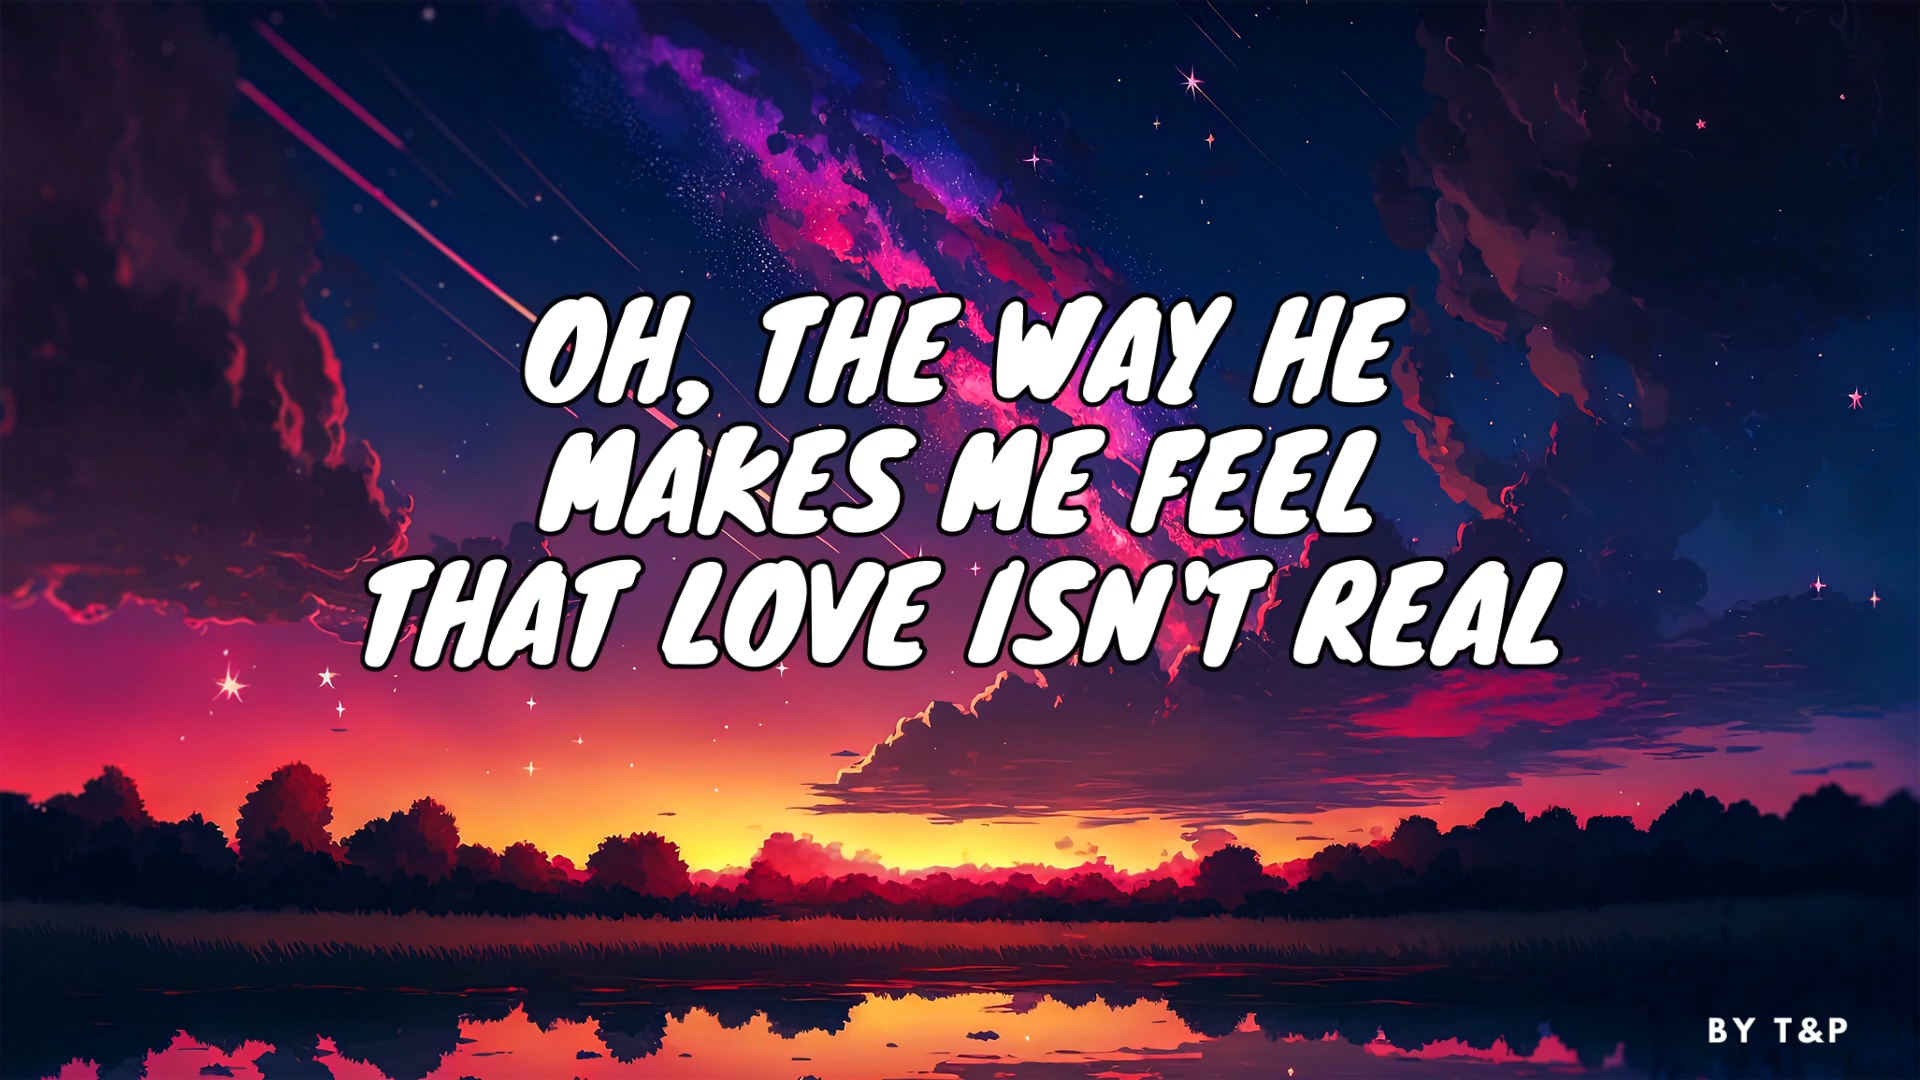 OH, THE WAY HE
MAKES ME FEEL
THAT LOVE ISN'T REAL
BY T&P